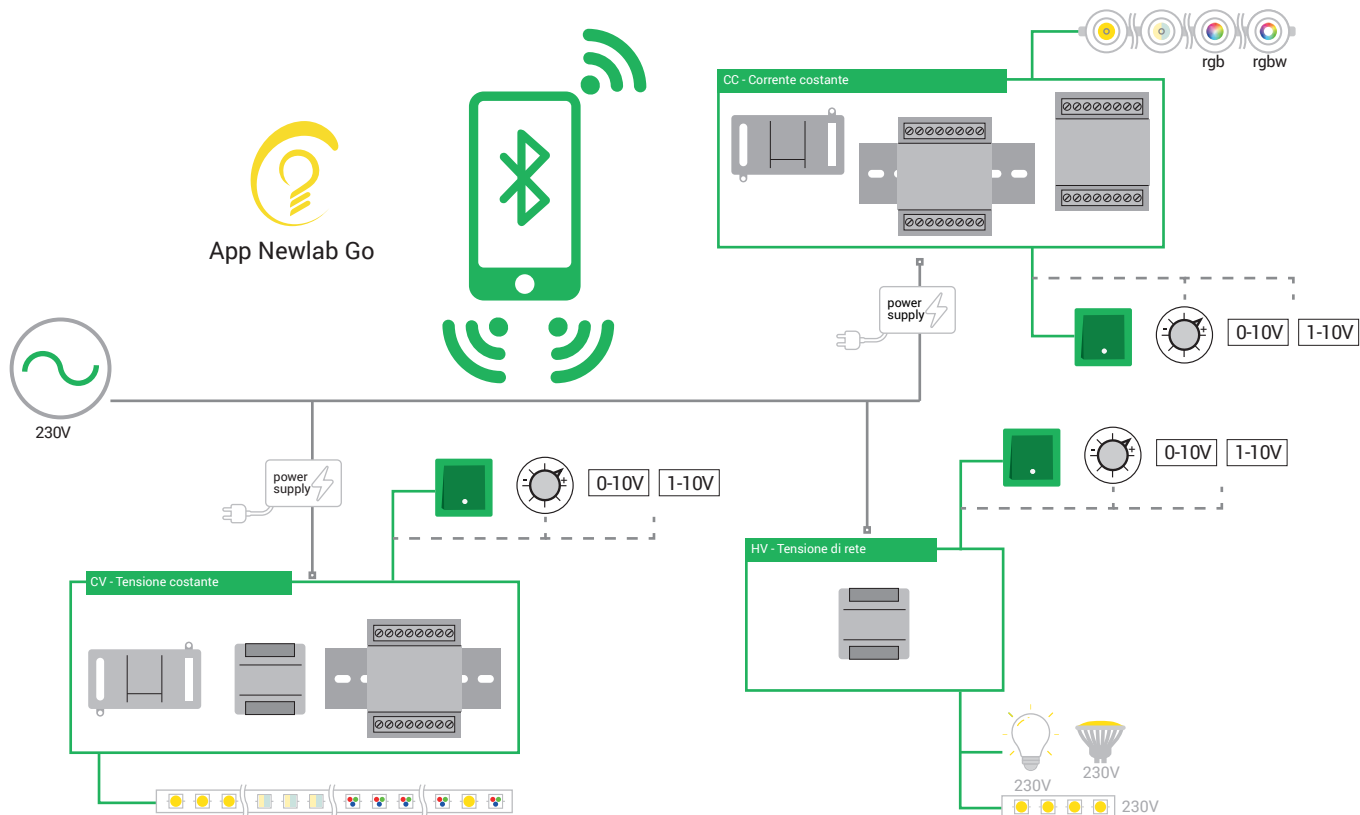 rgb
rgbw
CC - Corrente costante
App Newlab Go
power
supply
-
+
0-10V
1-10V
230V
-
+
0-10V
1-10V
power
supply
-
+
0-10V
1-10V
HV - Tensione di rete
CV - Tensione costante
230V
230V
230V